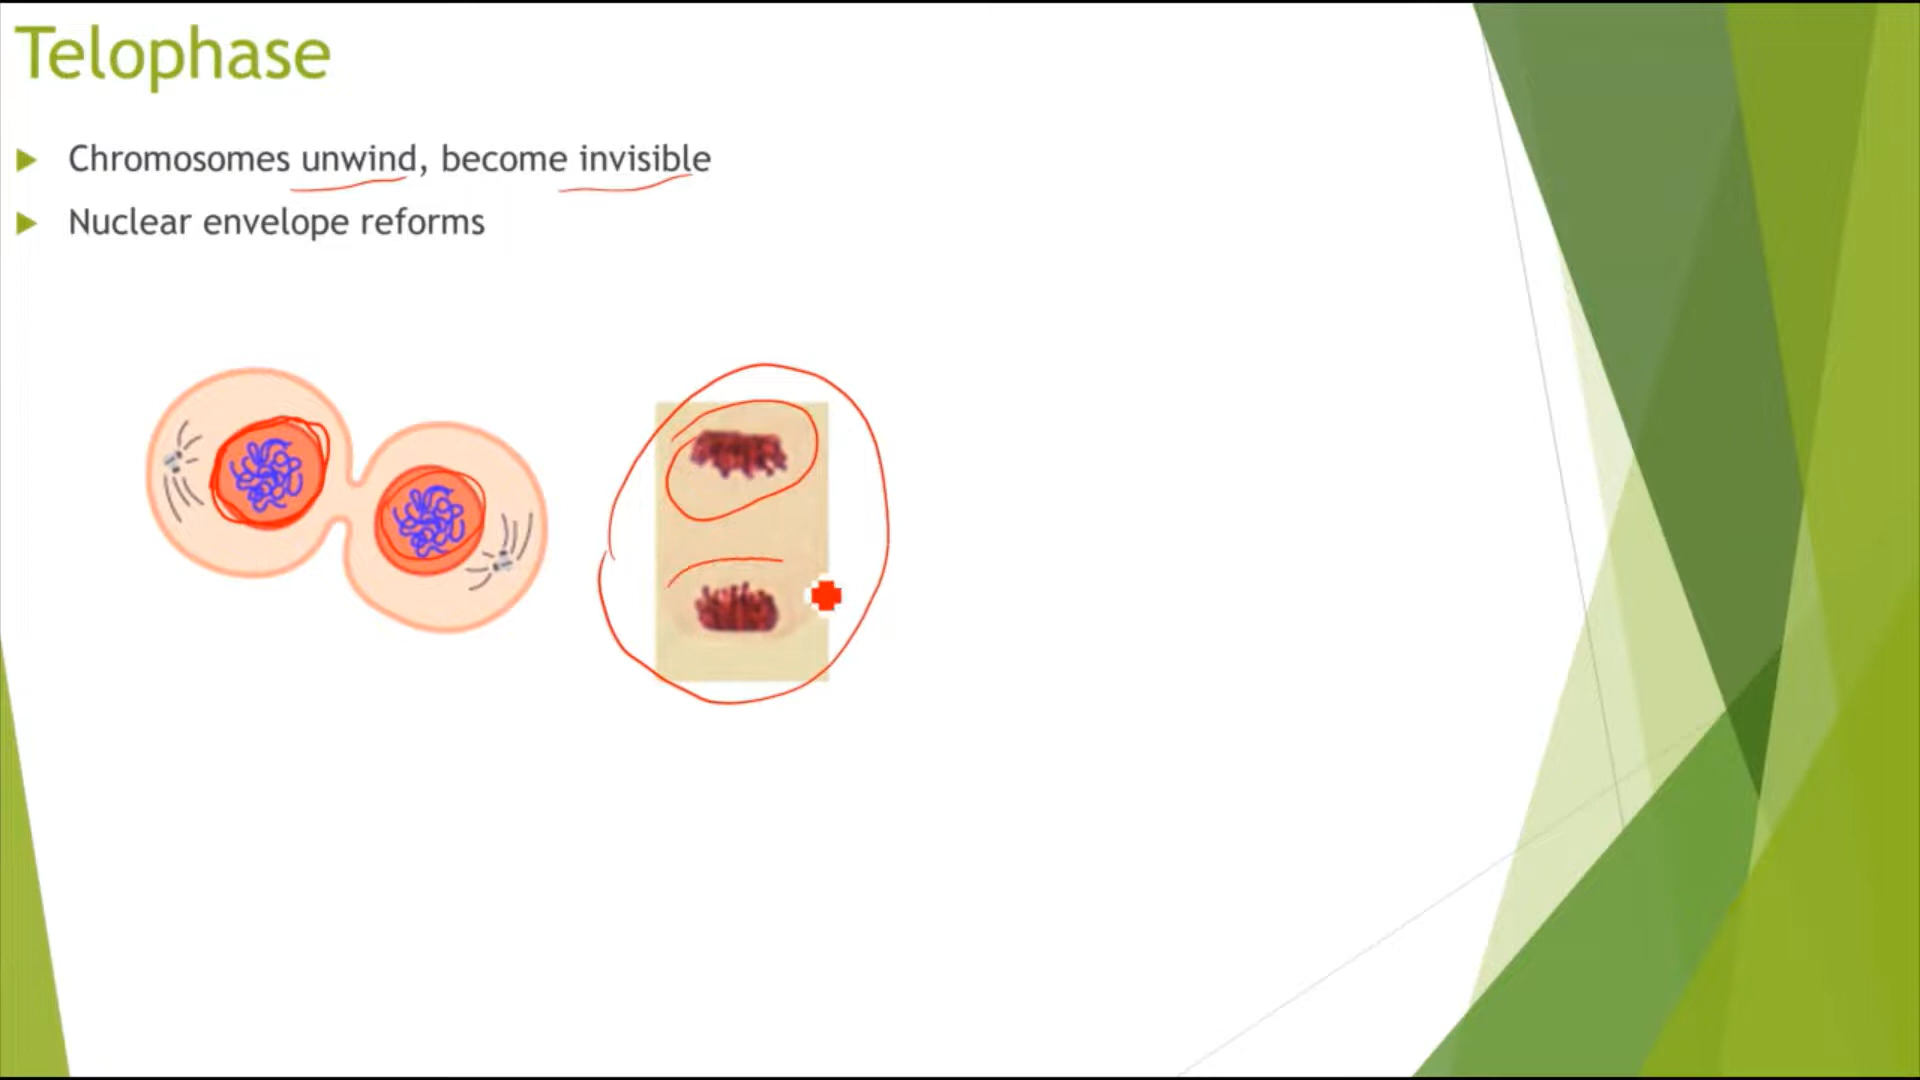 Telophase
Chromosomes unwind, become invisible
Nuclear envelope reforms